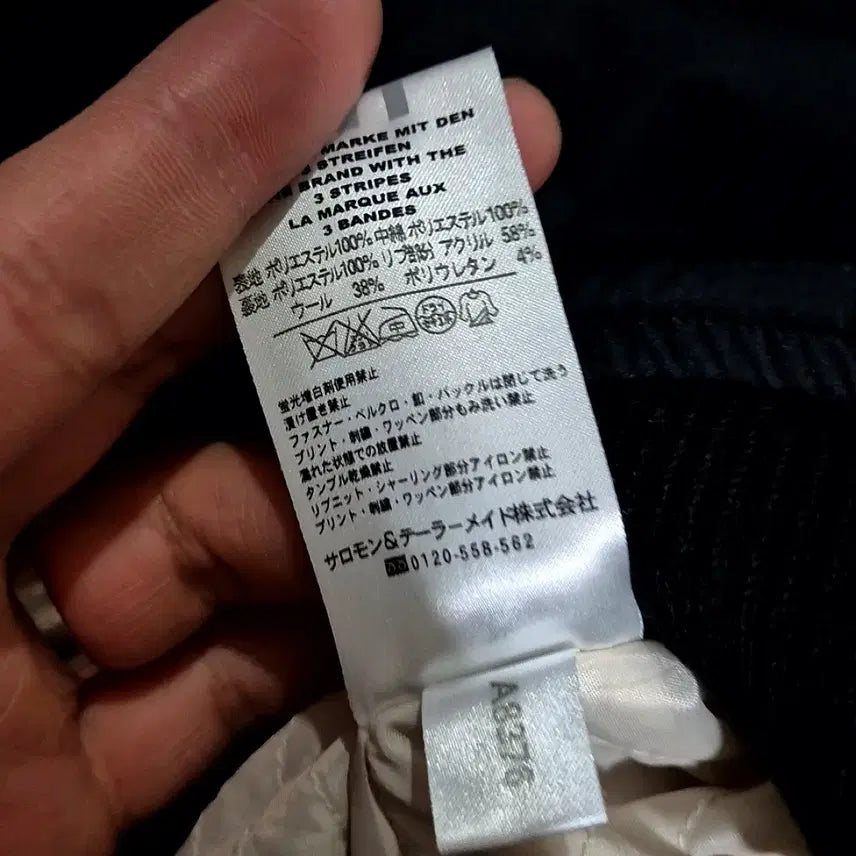 MARKE MIT DEN
STREIFEN
BRAND WITH THE
3 STRIPES
LA MARQUE AUX
3 BANDES
表地 ポリエステル100% 中綿 ポリエステル100%
裏地 ポリエステル100% リブ部分 アクリル 58%
ウール 38% ポリウレタン 4%
蛍光増白剤使用禁止
漬け置き禁止
ファスナー・ベルクロ・釦・バックルは閉じて洗う
プリント・刺繍・ワッペン部分もみ洗い禁止
濡れた状態での放置禁止
タンブル乾燥禁止
リブニット・シャーリング部分アイロン禁止
プリント・刺繍・ワッペン部分アイロン禁止
サロモン&テーラーメイド株式会社
0120-558-562
A8376